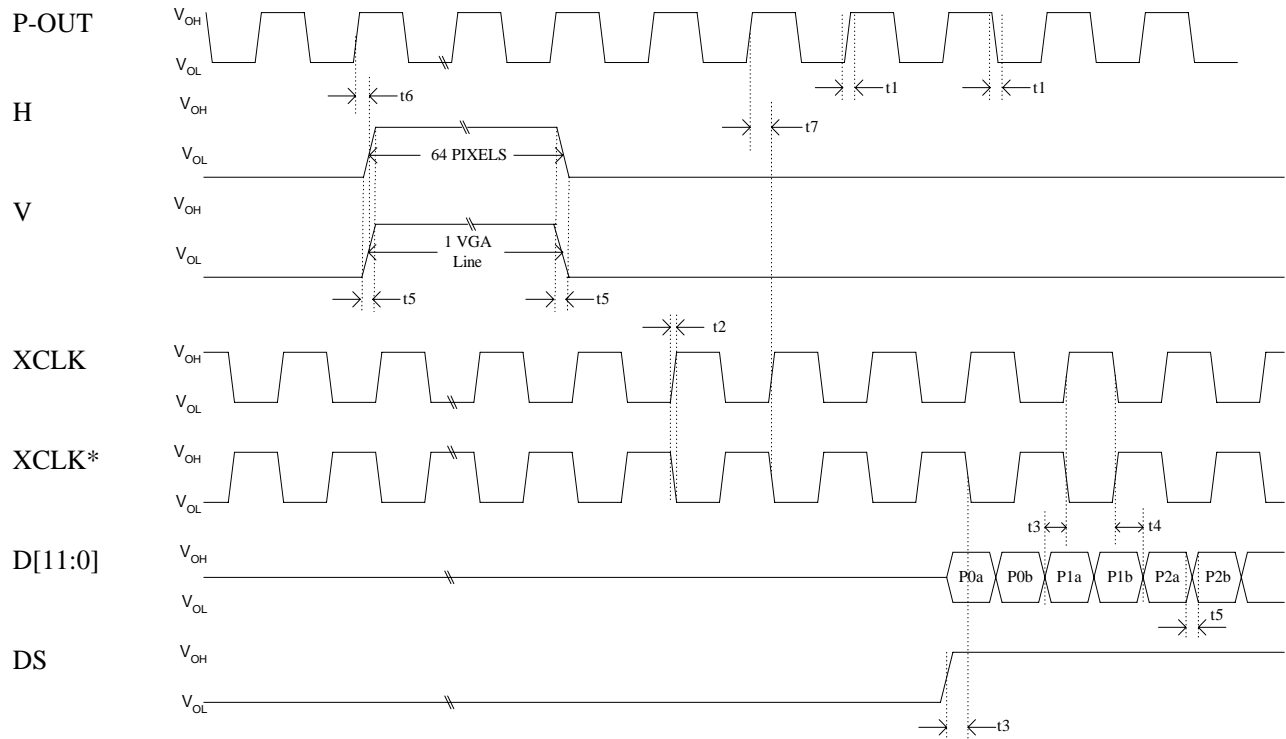 P-OUT
VOH
VOL
t6
t1
t1
H
VOH
t7
VOL
64 PIXELS
V
VOH
VOL
1 VGA
Line
t5
t5
t2
XCLK
VOH
VOL
XCLK*
VOH
VOL
t3
t4
D[11:0]
VOH
P0a
P0b
P1a
P1b
P2a
P2b
VOL
t5
DS
VOH
VOL
t3